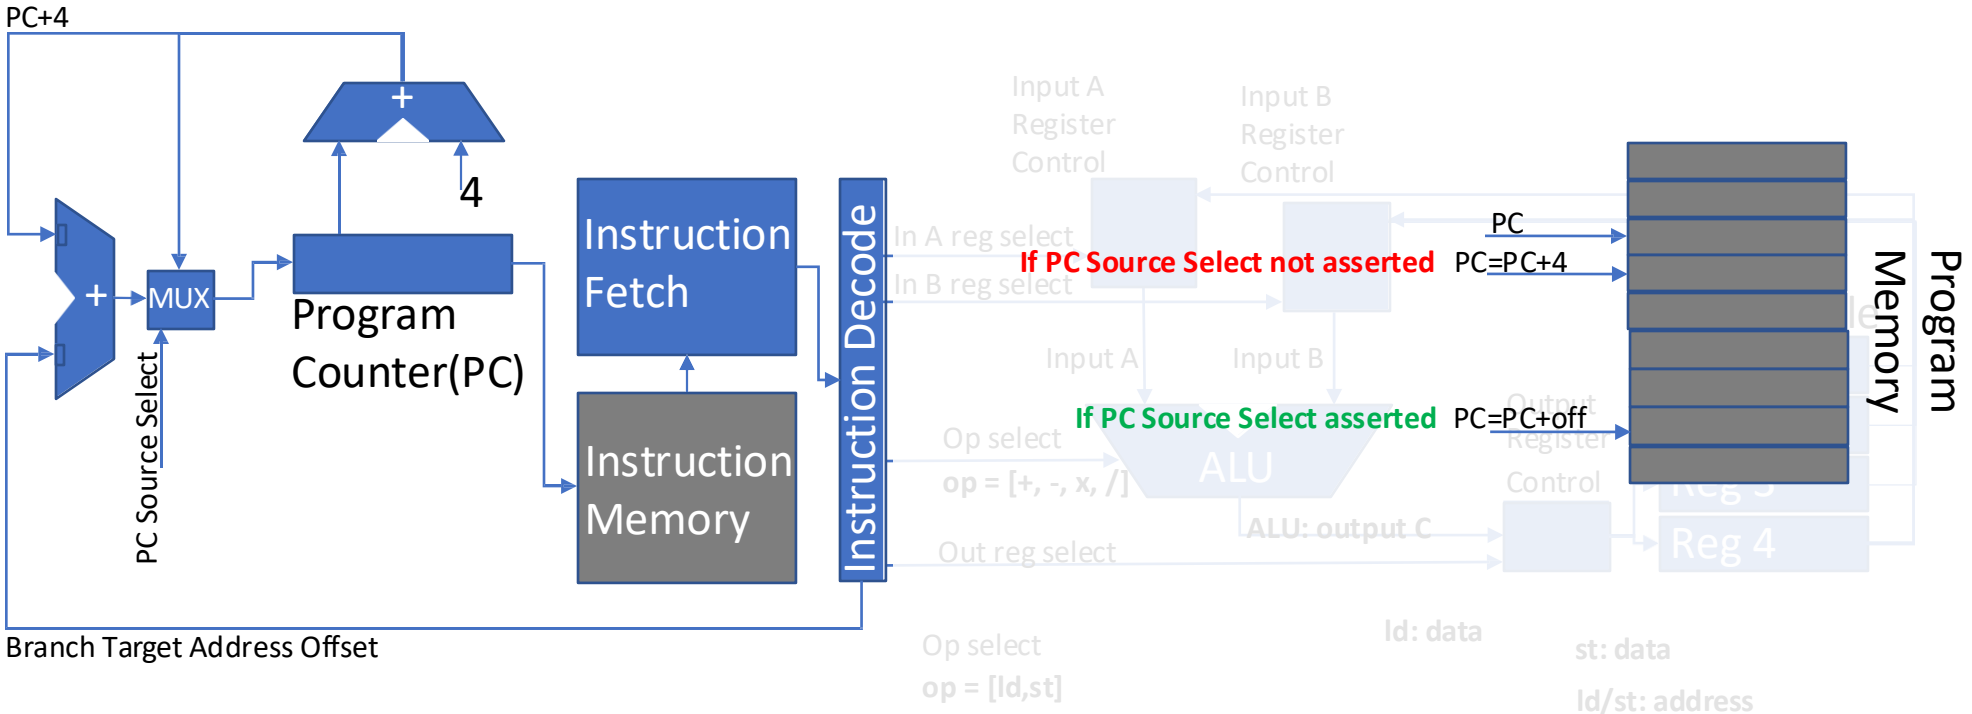 PC+4
+
4
+
MUX
PC Source Select
Program
Counter(PC)
Instruction
Fetch
Instruction
Memory
Instruction Decode
Branch Target Address Offset
Input A
Register
Control
Input B
Register
Control
In A reg select
In B reg select
If PC Source Select not asserted
PC
PC=PC+4
Input A
Input B
If PC Source Select asserted
PC=PC+off
Op select
op = [+, -, x, /]
ALU
Output
Register
Control
ALU: output C
Out reg select
Reg 3
Reg 4
Program
Memory
Op select
op = [ld,st]
ld: data
st: data
ld/st: address